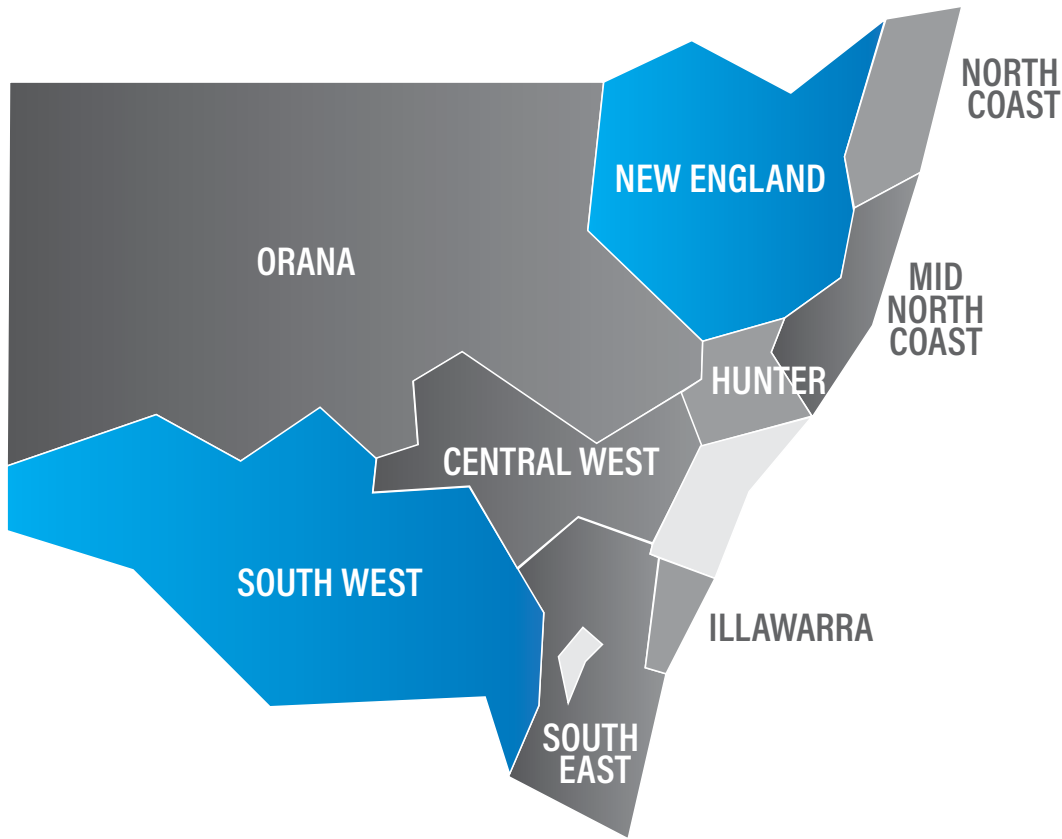 NORTH
COAST
NEW ENGLAND
ORANA
MID
NORTH
COAST
HUNTER
CENTRAL WEST
SOUTH WEST
ILLAWARRA
SOUTH
EAST